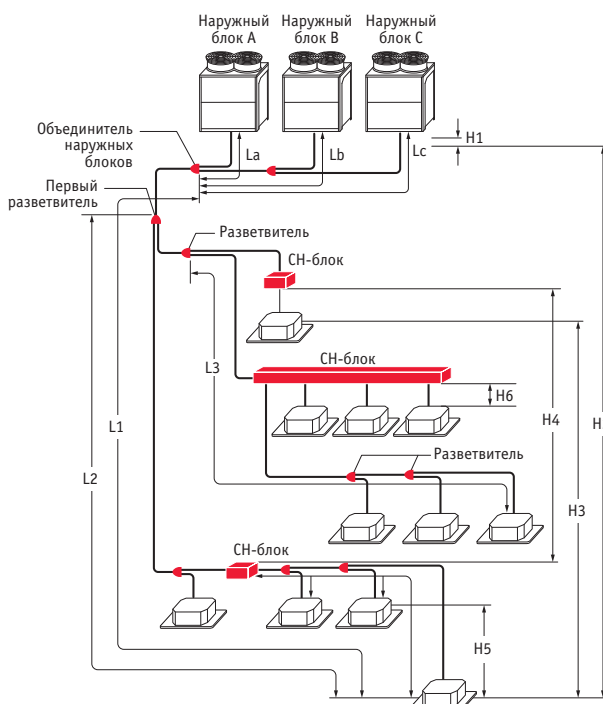 Наружный блок A
Наружный блок B
Наружный блок C
Объединитель
наружных
блоков
La
Lb
Lc
H1
Первый
разветвитель
Разветвитель
CH-блок
L3
CH-блок
H6
H4
L1
H3
L2
Разветвитель
CH-блок
H5